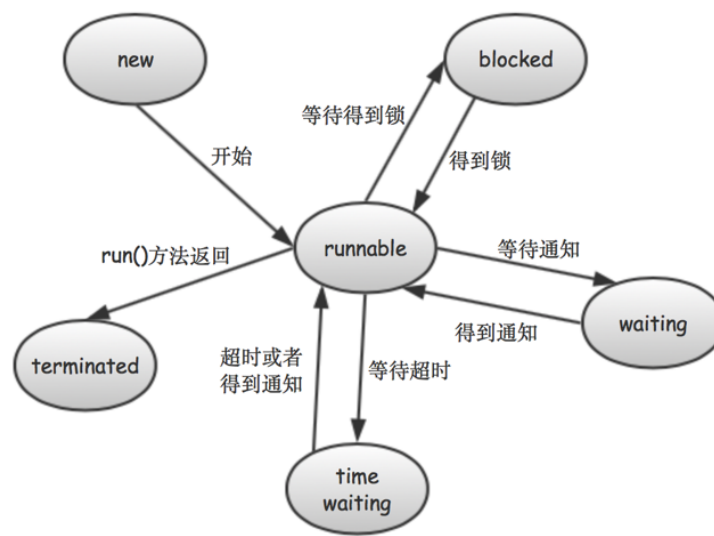 new
blocked
等待得到锁
得到锁
开始
runnable
run()方法返回
等待通知
得到通知
waiting
terminated
超时或者
得到通知
等待超时
time
waiting